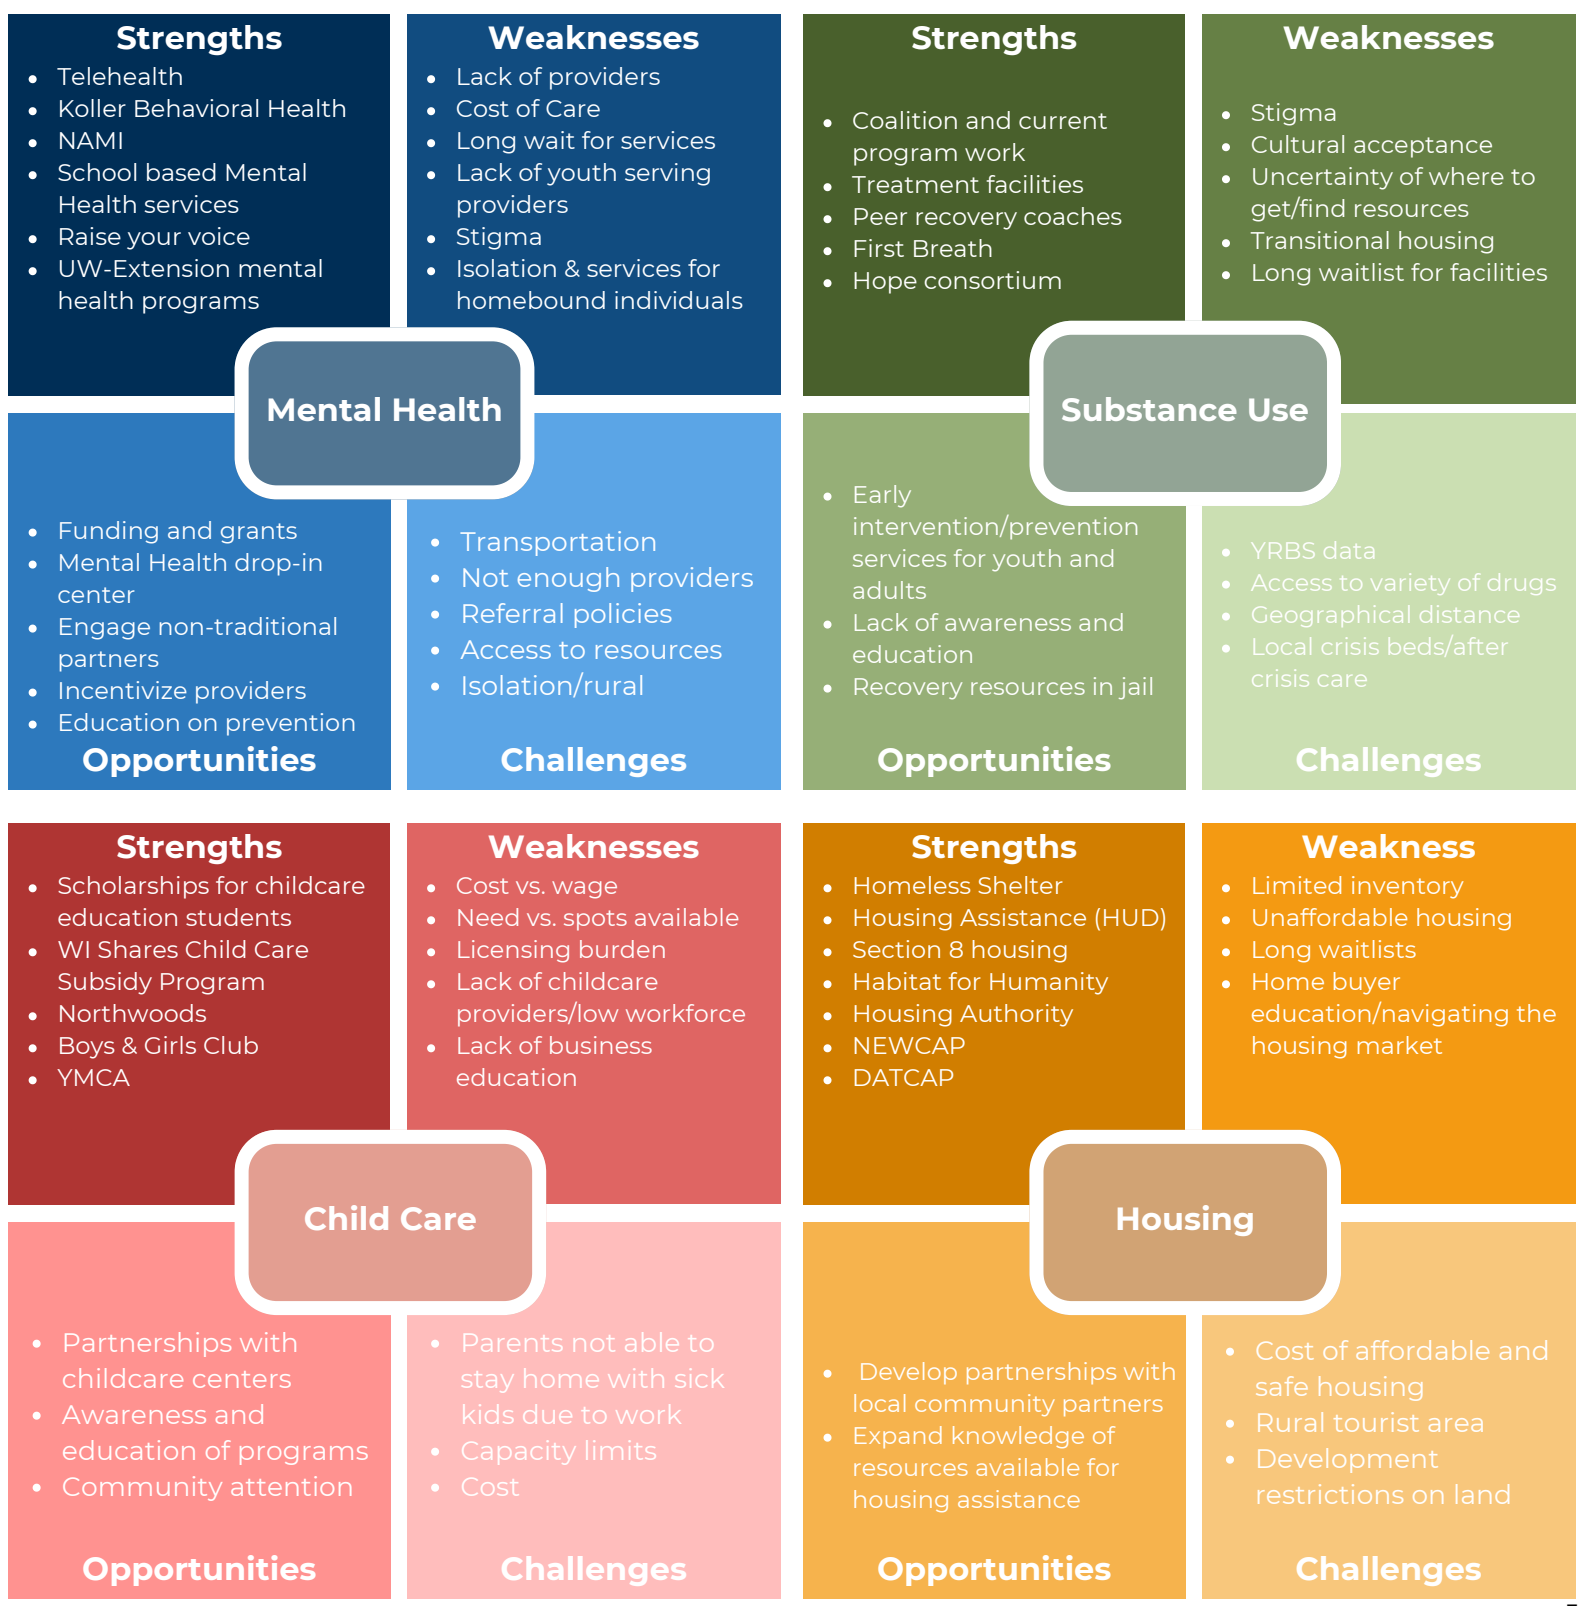 Strengths
• Telehealth
• Koller Behavioral Health
• NAMI
• School based Mental
Health services
• Raise your voice
• UW-Extension mental
health programs
Weaknesses
• Lack of providers
• Cost of Care
• Long wait for services
• Lack of youth serving
providers
• Stigma
• Isolation & services for
homebound individuals
Mental Health
• Funding and grants
• Mental Health drop-in
center
• Engage non-traditional
partners
• Incentivize providers
• Education on prevention
Opportunities
• Transportation
• Not enough providers
• Referral policies
• Access to resources
• Isolation/rural
Challenges
Strengths
• Coalition and current
program work
• Treatment facilities
• Peer recovery coaches
• First Breath
• Hope consortium
Weaknesses
• Stigma
• Cultural acceptance
• Uncertainty of where to
get/find resources
• Transitional housing
• Long waitlist for facilities
Substance Use
• Early
intervention/prevention
services for youth and
adults
• Lack of awareness and
education
• Recovery resources in jail
Opportunities
• YRBS data
• Access to variety of drugs
• Geographical distance
• Local crisis beds/after
crisis care
Challenges
Strengths
• Scholarships for childcare
education students
• WI Shares Child Care
Subsidy Program
• Northwoods
• Boys & Girls Club
• YMCA
Weaknesses
• Cost vs. wage
• Need vs. spots available
• Licensing burden
• Lack of childcare
providers/low workforce
• Lack of business
education
Child Care
• Partnerships with
childcare centers
• Awareness and
education of programs
• Community attention
Opportunities
• Parents not able to
stay home with sick
kids due to work
• Capacity limits
• Cost
Challenges
Strengths
• Homeless Shelter
• Housing Assistance (HUD)
• Section 8 housing
• Habitat for Humanity
• Housing Authority
• NEWCAP
• DATCAP
Weakness
• Limited inventory
• Unaffordable housing
• Long waitlists
• Home buyer
education/navigating the
housing market
Housing
• Develop partnerships with
local community partners
• Expand knowledge of
resources available for
housing assistance
Opportunities
• Cost of affordable and
safe housing
• Rural tourist area
• Development
restrictions on land
Challenges